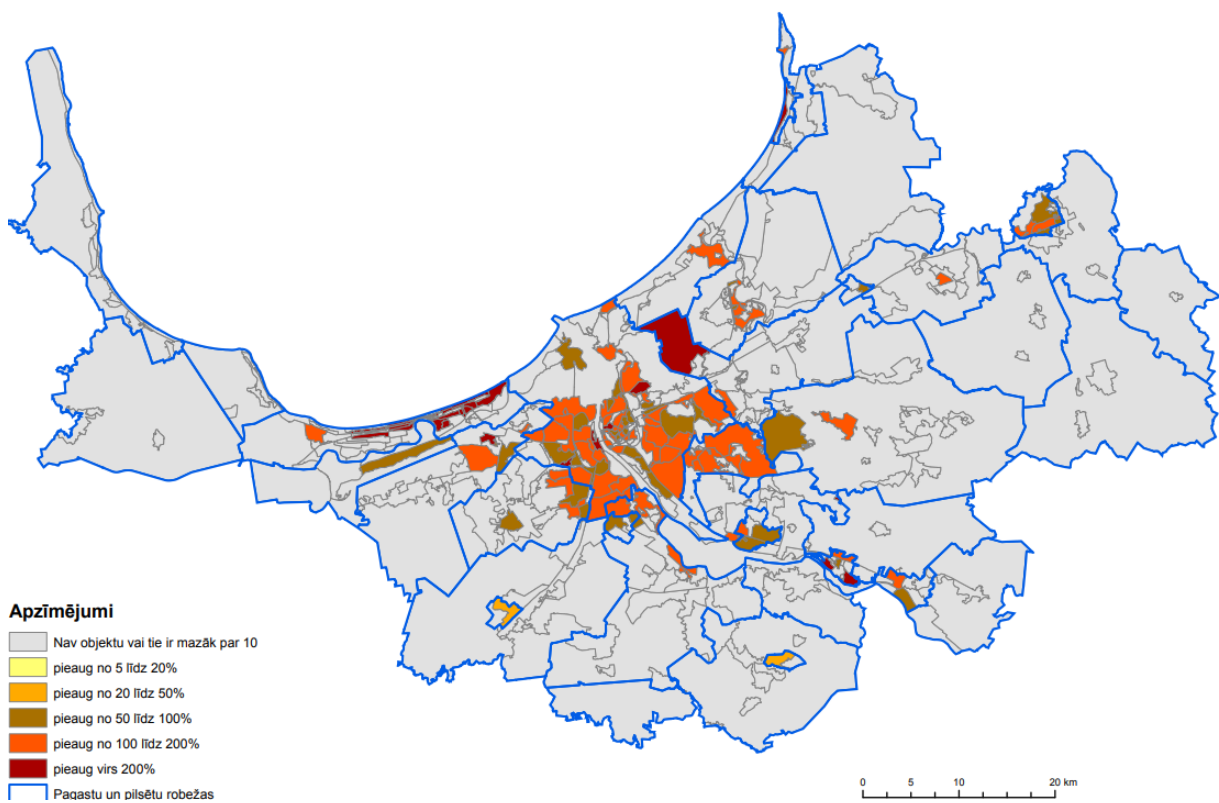 Apzīmējumi
Nav objektu vai tie ir mazāk par 10
pieaug no 5 līdz 20%
pieaug no 20 līdz 50%
pieaug no 50 līdz 100%
pieaug no 100 līdz 200%
pieaug virs 200%
Pagastu un pilsētu robežas
0 5 10 20 km